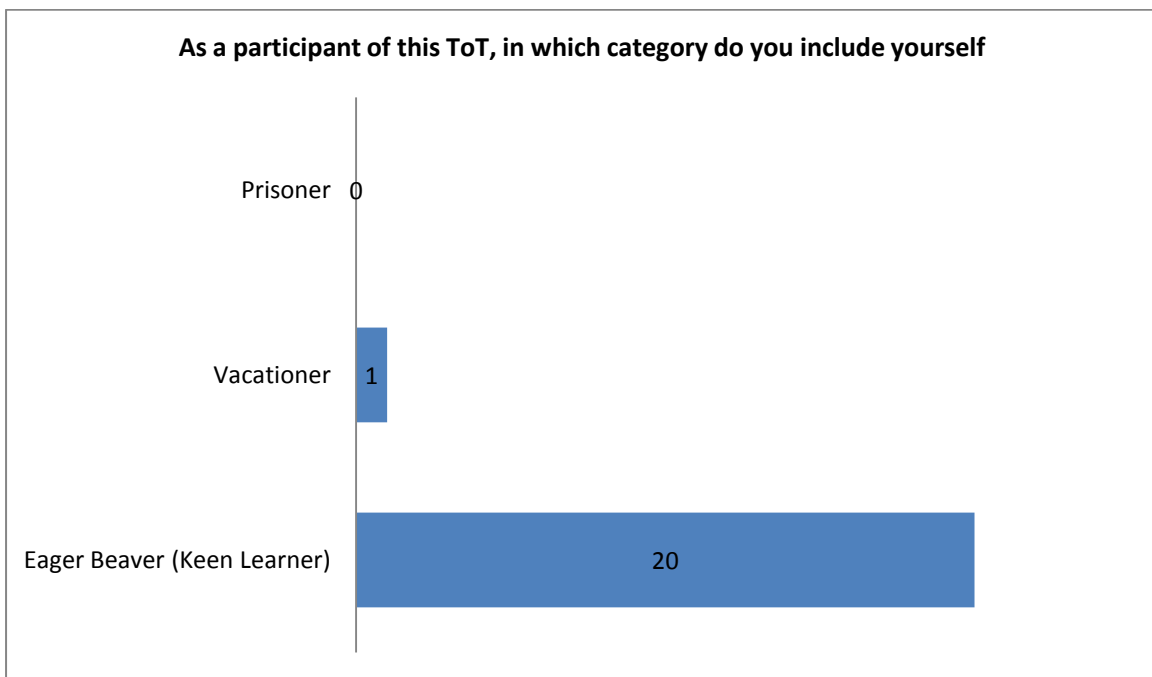 As a participant of this ToT, in which category do you include yourself
Prisoner 0
Vacationer 1
Eager Beaver (Keen Learner) 20